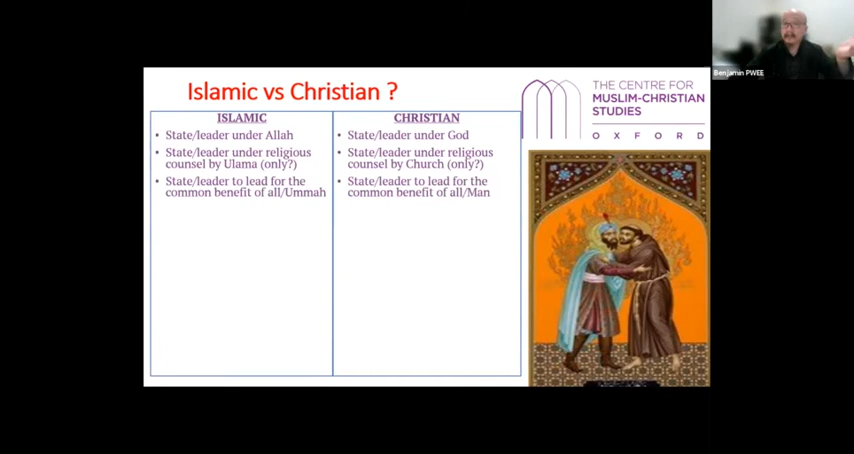 Benjamin PWEE
Islamic vs Christian ?
ISLAMIC
• State/leader under Allah
• State/leader under religious
counsel by Ulama (only?)
• State/leader to lead for the
common benefit of all/Ummah
CHRISTIAN
• State/leader under God
• State/leader under religious
counsel by Church (only?)
• State/leader to lead for the
common benefit of all/Man
THE CENTRE FOR
MUSLIM-CHRISTIAN
STUDIES
OXFORD